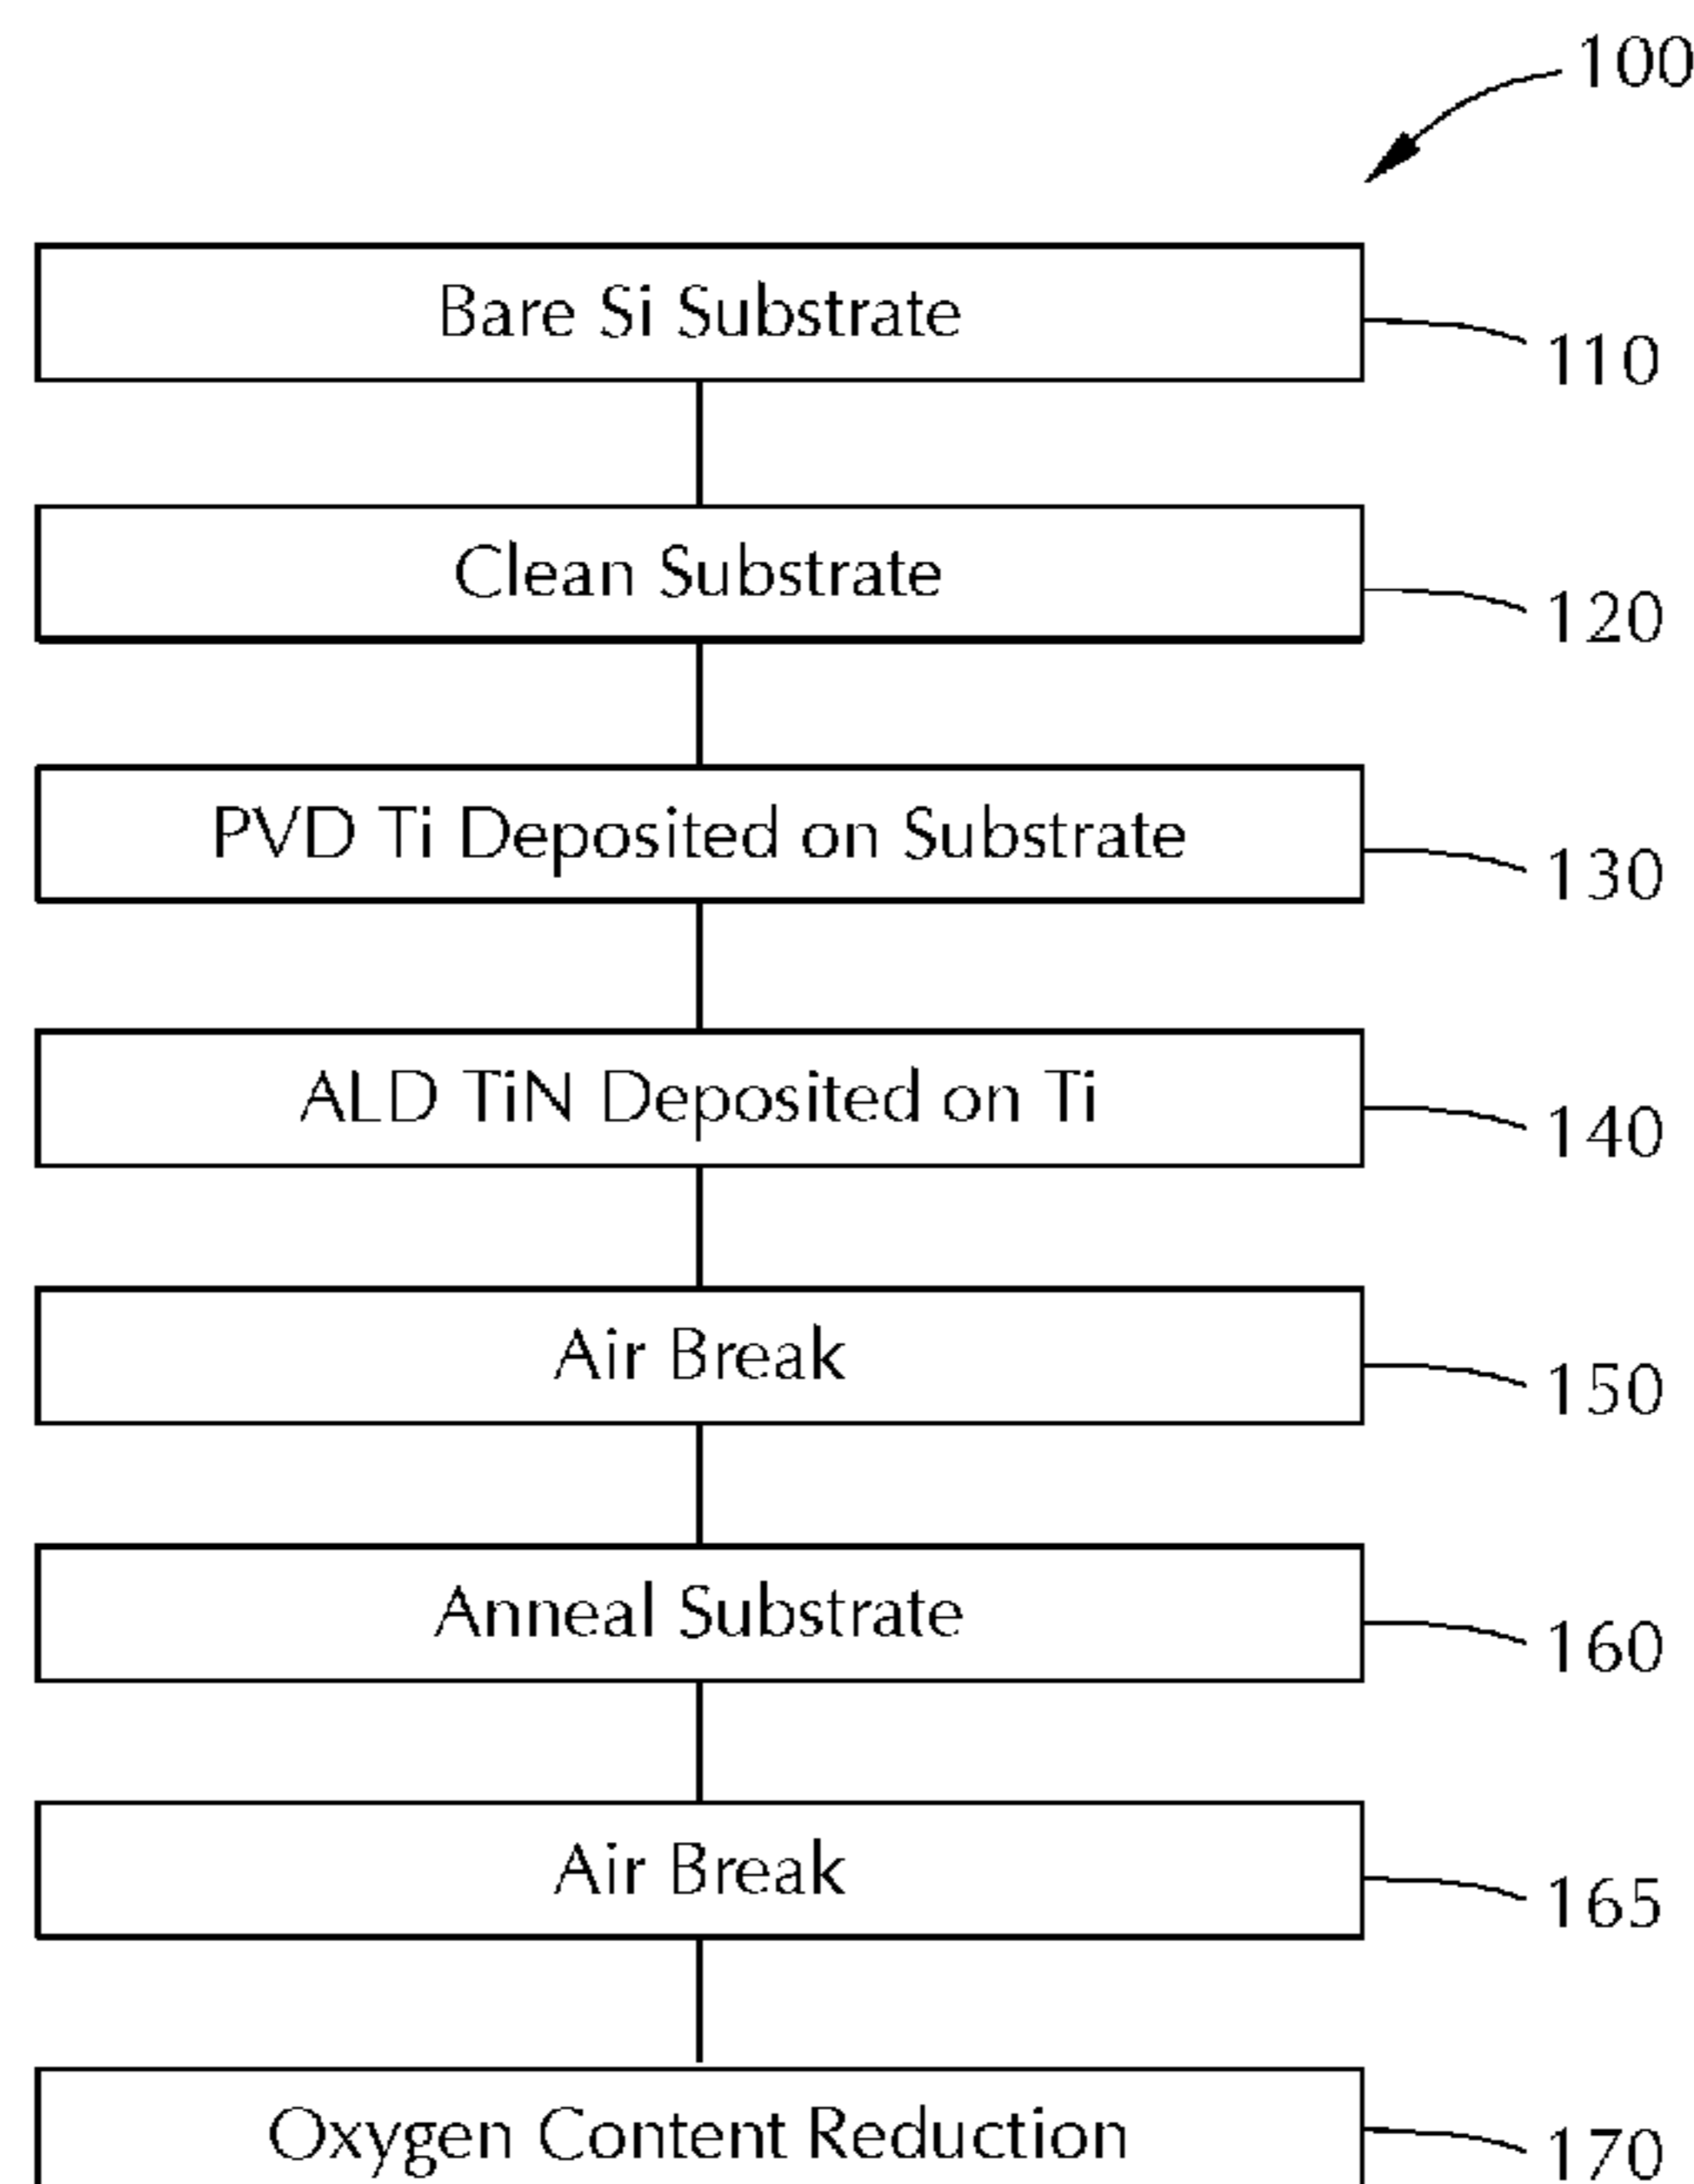 100
Bare Si Substrate
110
Clean Substrate
120
PVD Ti Deposited on Substrate
130
ALD TiN Deposited on Ti
140
Air Break
150
Anneal Substrate
160
Air Break
165
Oxygen Content Reduction
170